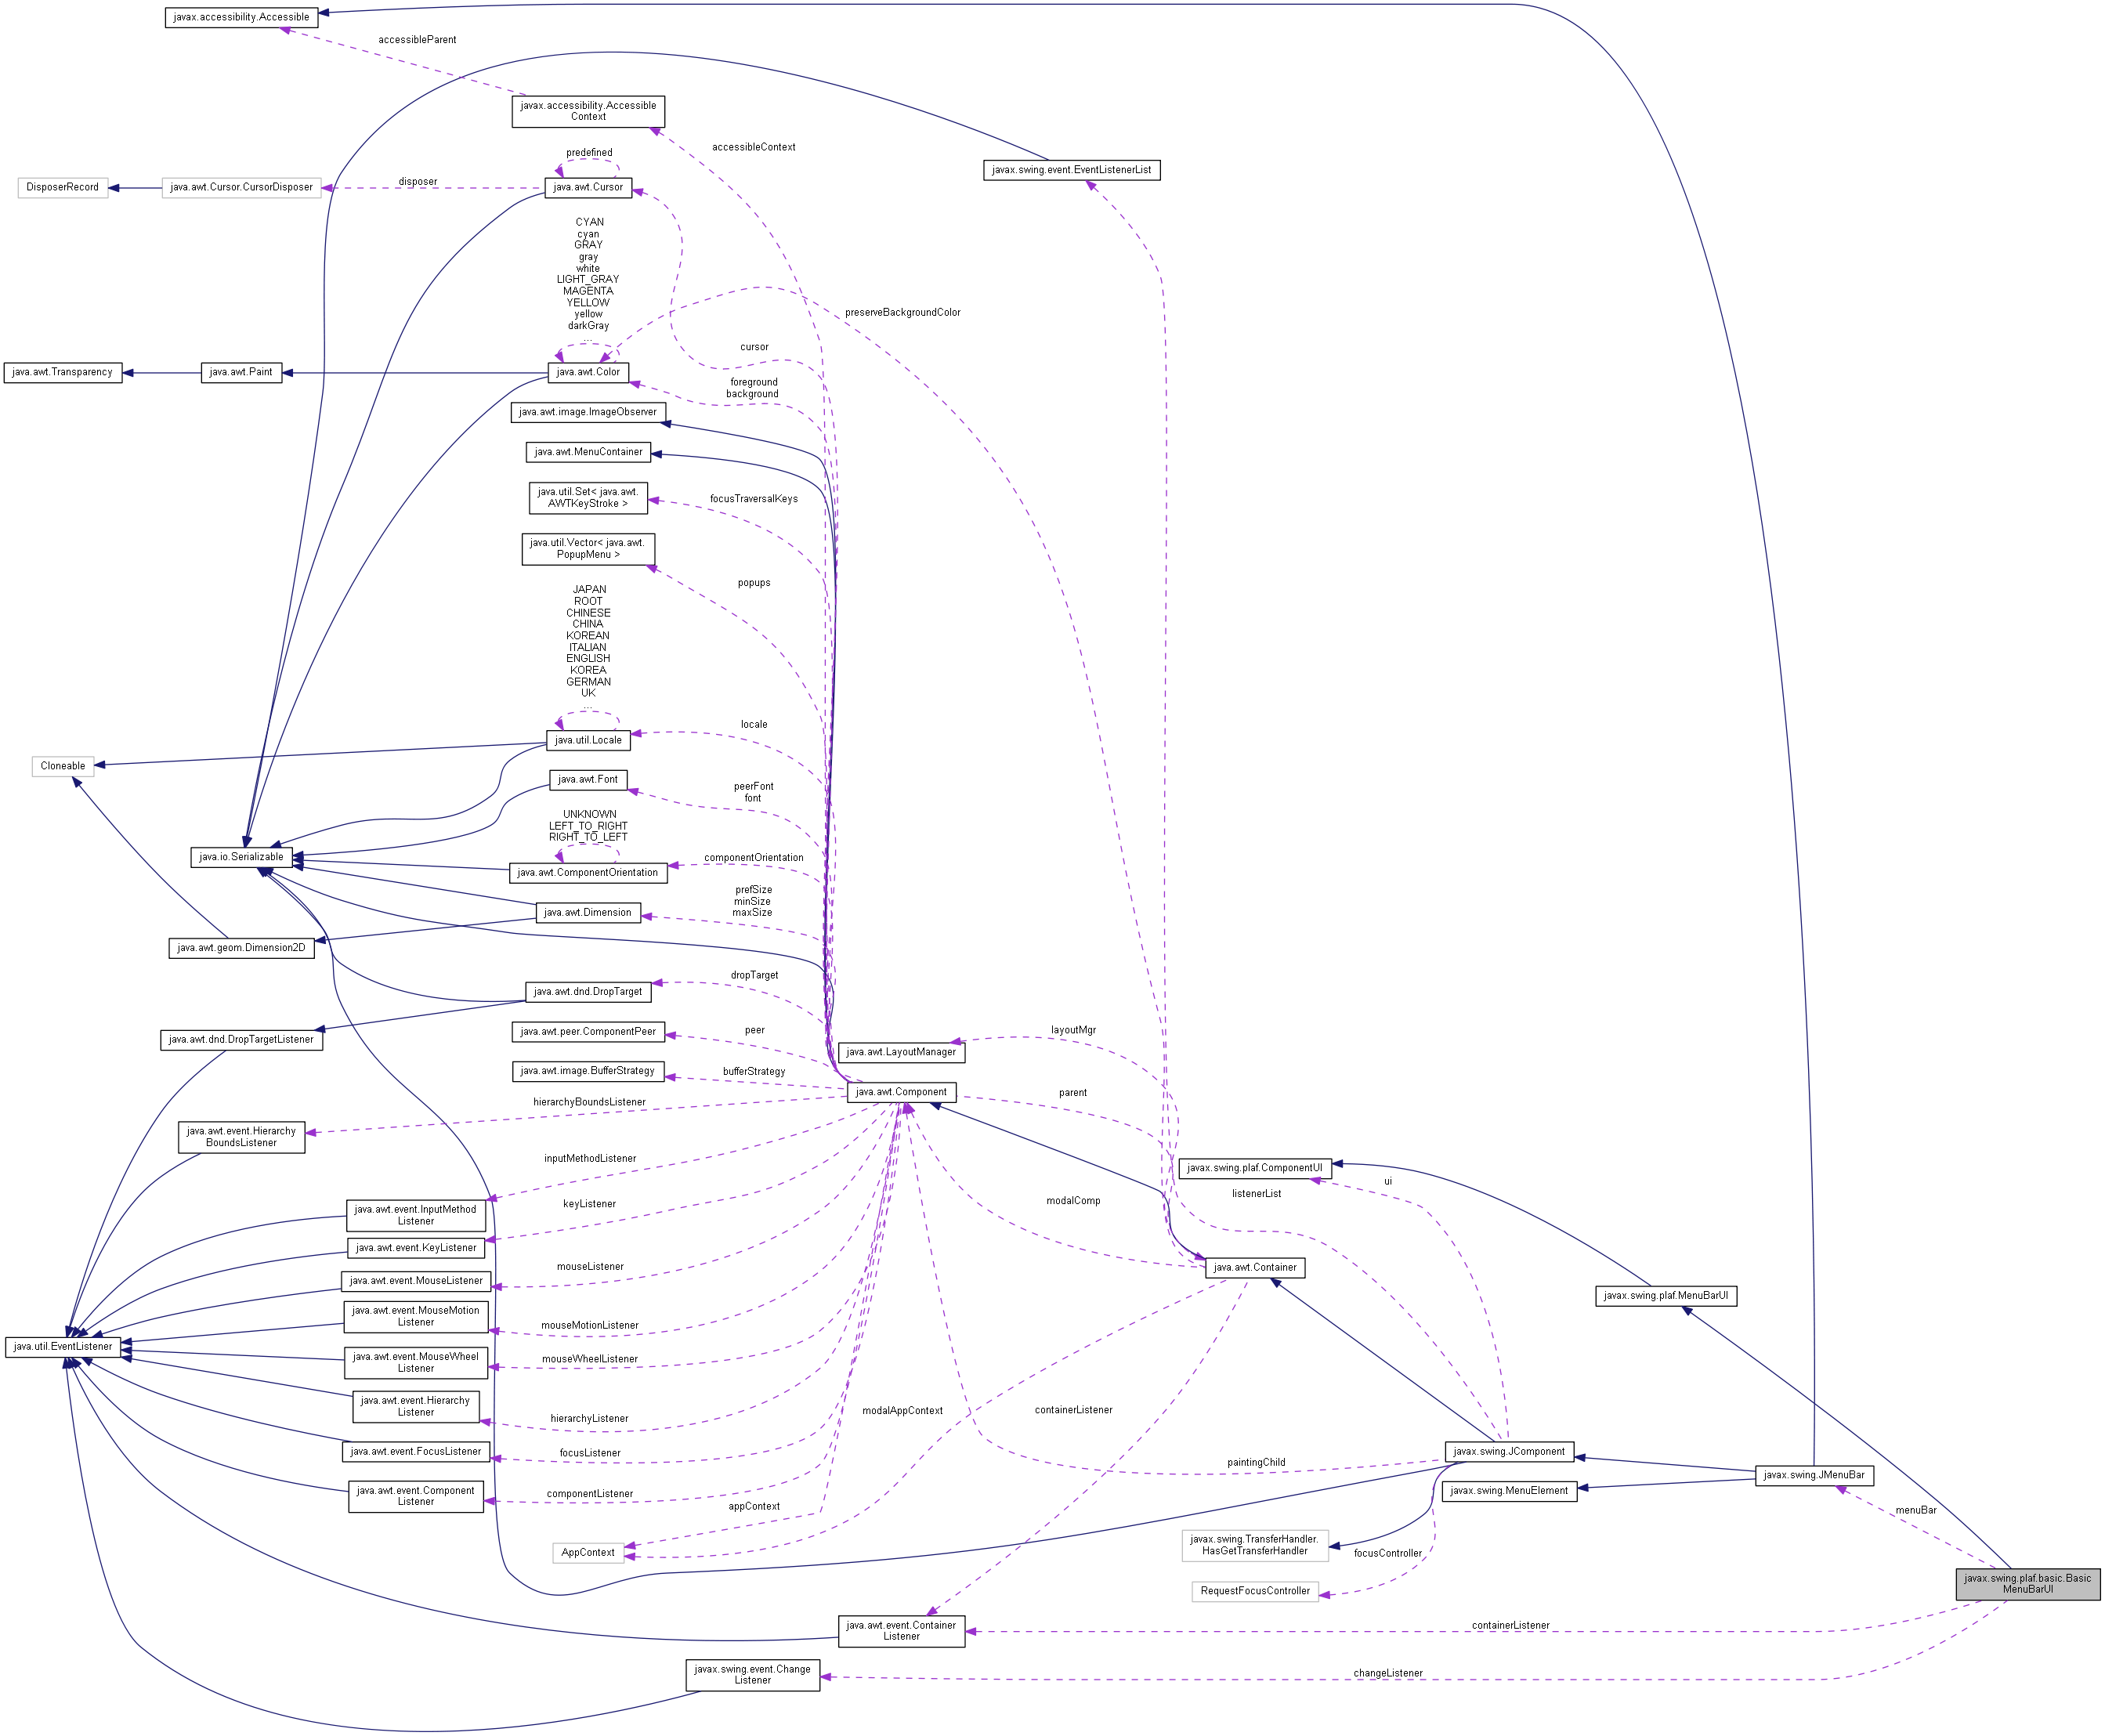 javax.accessibility.Accessible
accessibleParent
javax.accessibility.Accessible
Context
accessibleContext
javax.swing.event.EventListenerList
predefined
DisposerRecord
java.awt.Cursor.CursorDisposer
disposer
java.awt.Cursor
CYAN
cyan
GRAY
gray
white
LIGHT_GRAY
MAGENTA
YELLOW
yellow
darkGray
...
preserveBackgroundColor
cursor
java.awt.Transparency
java.awt.Paint
java.awt.Color
foreground
background
java.awt.image.ImageObserver
java.awt.MenuContainer
java.util.Set< java.awt.
AWTKeyStroke >
focusTraversalKeys
java.util.Vector< java.awt.
PopupMenu >
popups
JAPAN
ROOT
CHINESE
CHINA
KOREAN
ITALIAN
ENGLISH
KOREA
GERMAN
UK
...
locale
java.util.Locale
Cloneable
java.awt.Font
peerFont
font
UNKNOWN
LEFT_TO_RIGHT
RIGHT_TO_LEFT
java.io.Serializable
componentOrientation
java.awt.ComponentOrientation
prefSize
minSize
maxSize
java.awt.Dimension
java.awt.geom.Dimension2D
dropTarget
java.awt.dnd.DropTarget
java.awt.dnd.DropTargetListener
java.awt.peer.ComponentPeer
peer
layoutMgr
java.awt.LayoutManager
java.awt.image.BufferStrategy
bufferStrategy
java.awt.Component
parent
hierarchyBoundsListener
java.awt.event.Hierarchy
BoundsListener
inputMethodListener
javax.swing.plaf.ComponentUI
ui
listenerList
modalComp
keyListener
java.awt.event.InputMethod
Listener
java.awt.event.KeyListener
mouseListener
java.awt.Container
java.awt.event.MouseListener
javax.swing.plaf.MenuBarUI
java.awt.event.MouseMotion
Listener
mouseMotionListener
java.util.EventListener
java.awt.event.MouseWheel
Listener
mouseWheelListener
java.awt.event.Hierarchy
Listener
hierarchyListener
modalAppContext
containerListener
java.awt.event.FocusListener
focusListener
paintingChild
javax.swing.JComponent
javax.swing.JMenuBar
java.awt.event.Component
Listener
componentListener
javax.swing.MenuElement
appContext
menuBar
AppContext
javax.swing.TransferHandler.
HasGetTransferHandler
focusController
RequestFocusController
javax.swing.plaf.basic.Basic
MenuBarUI
java.awt.event.Container
Listener
containerListener
javax.swing.event.Change
Listener
changeListener